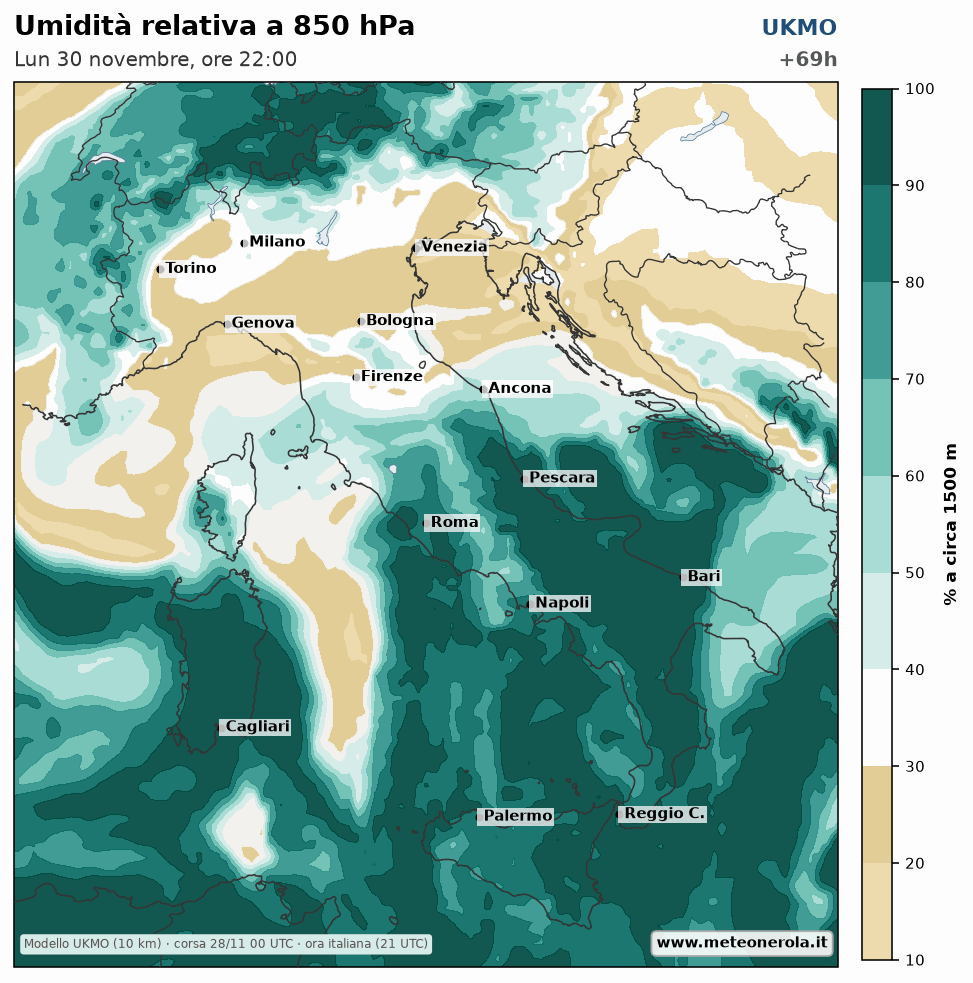 Umidità relativa a 850 hPa
UKMO
Lun 30 novembre, ore 22:00
+69h
100
90
80
70
60
50
40
30
20
10
% a circa 1500 m
Milano
Venezia
Torino
Genova
Bologna
Firenze
Ancona
Pescara
Roma
Bari
Napoli
Cagliari
Palermo
Reggio C.
Modello UKMO (10 km) · corsa 28/11 00 UTC · ora italiana (21 UTC)
www.meteonerola.it